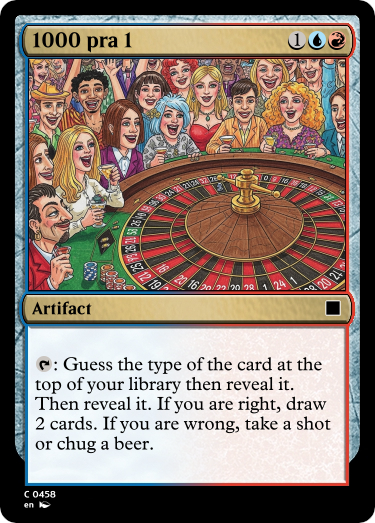 1000 pra 1
1
Artifact
: Guess the type of the card at the
top of your library then reveal it.
Then reveal it. If you are right, draw
2 cards. If you are wrong, take a shot
or chug a beer.
C 0458
en